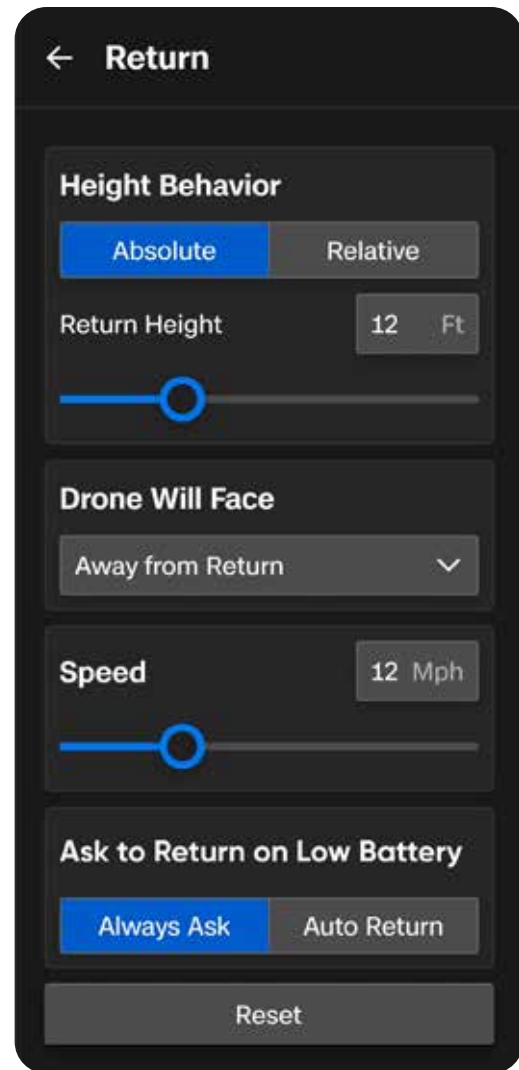 Return
Height Behavior
Absolute Relative
Return Height 12 Ft
Drone Will Face
Away from Return
Speed 12 Mph
Ask to Return on Low Battery
Always Ask Auto Return
Reset